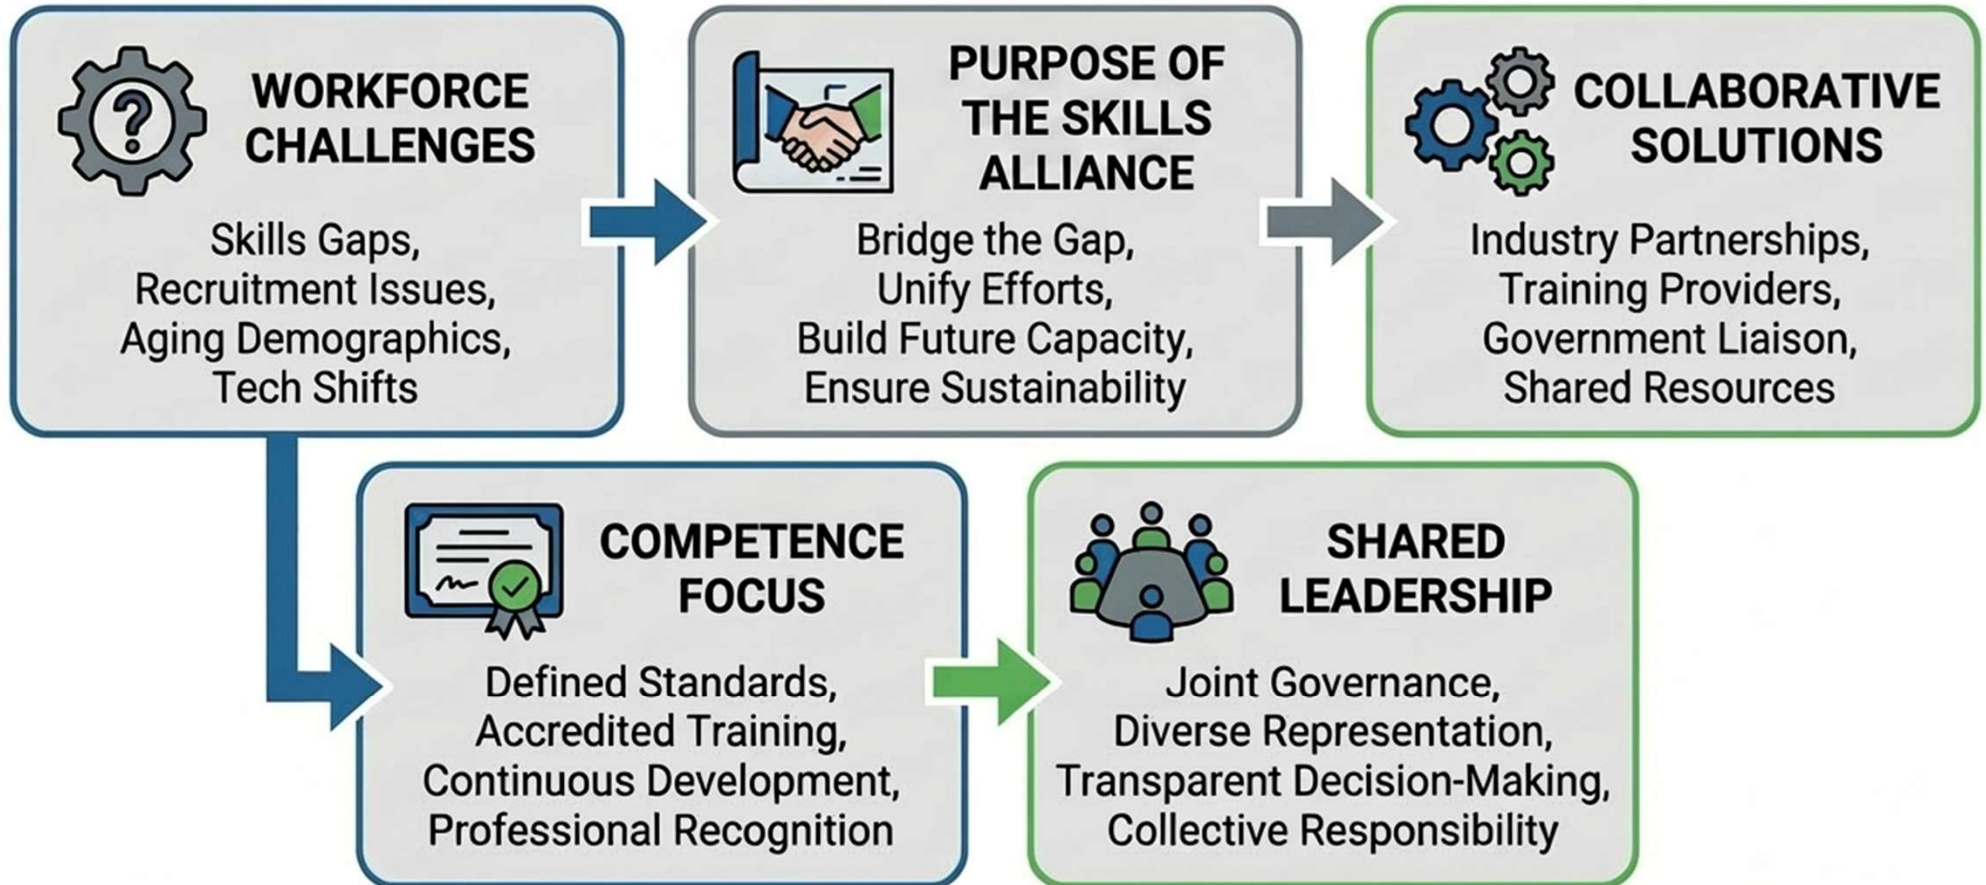 WORKFORCE
CHALLENGES
Skills Gaps,
Recruitment Issues,
Aging Demographics,
Tech Shifts
PURPOSE OF
THE SKILLS
ALLIANCE
Bridge the Gap,
Unify Efforts,
Build Future Capacity,
Ensure Sustainability
COLLABORATIVE
SOLUTIONS
Industry Partnerships,
Training Providers,
Government Liaison,
Shared Resources
COMPETENCE
FOCUS
Defined Standards,
Accredited Training,
Continuous Development,
Professional Recognition
SHARED
LEADERSHIP
Joint Governance,
Diverse Representation,
Transparent Decision-Making,
Collective Responsibility